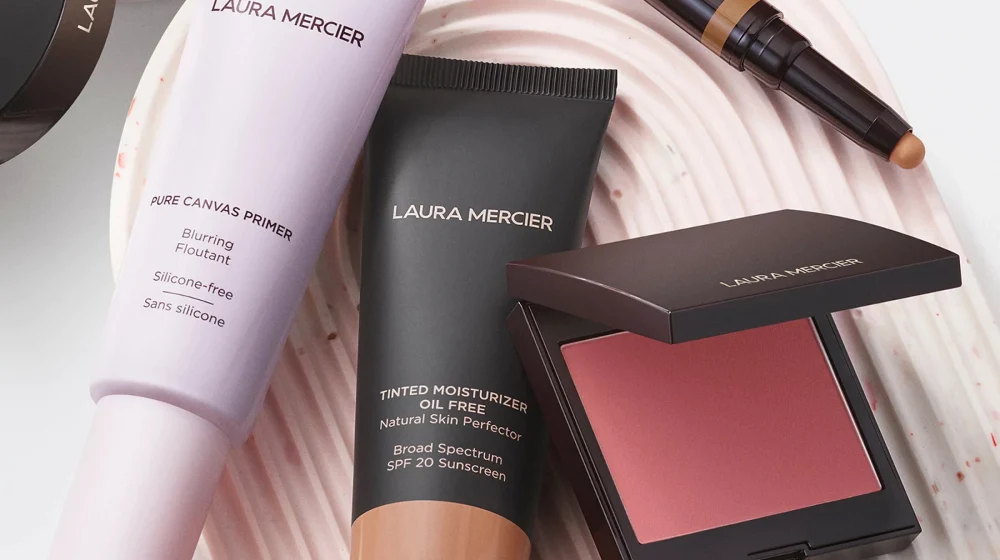 LAURA MERCIER
PURE CANVAS PRIMER
Blurring
Floutant
Silicone-free
Sans silicone
LAURA MERCIER
TINTED MOISTURIZER
OIL FREE
Natural Skin Perfector
Broad Spectrum
SPF 20 Sunscreen
LAURA MERCIER